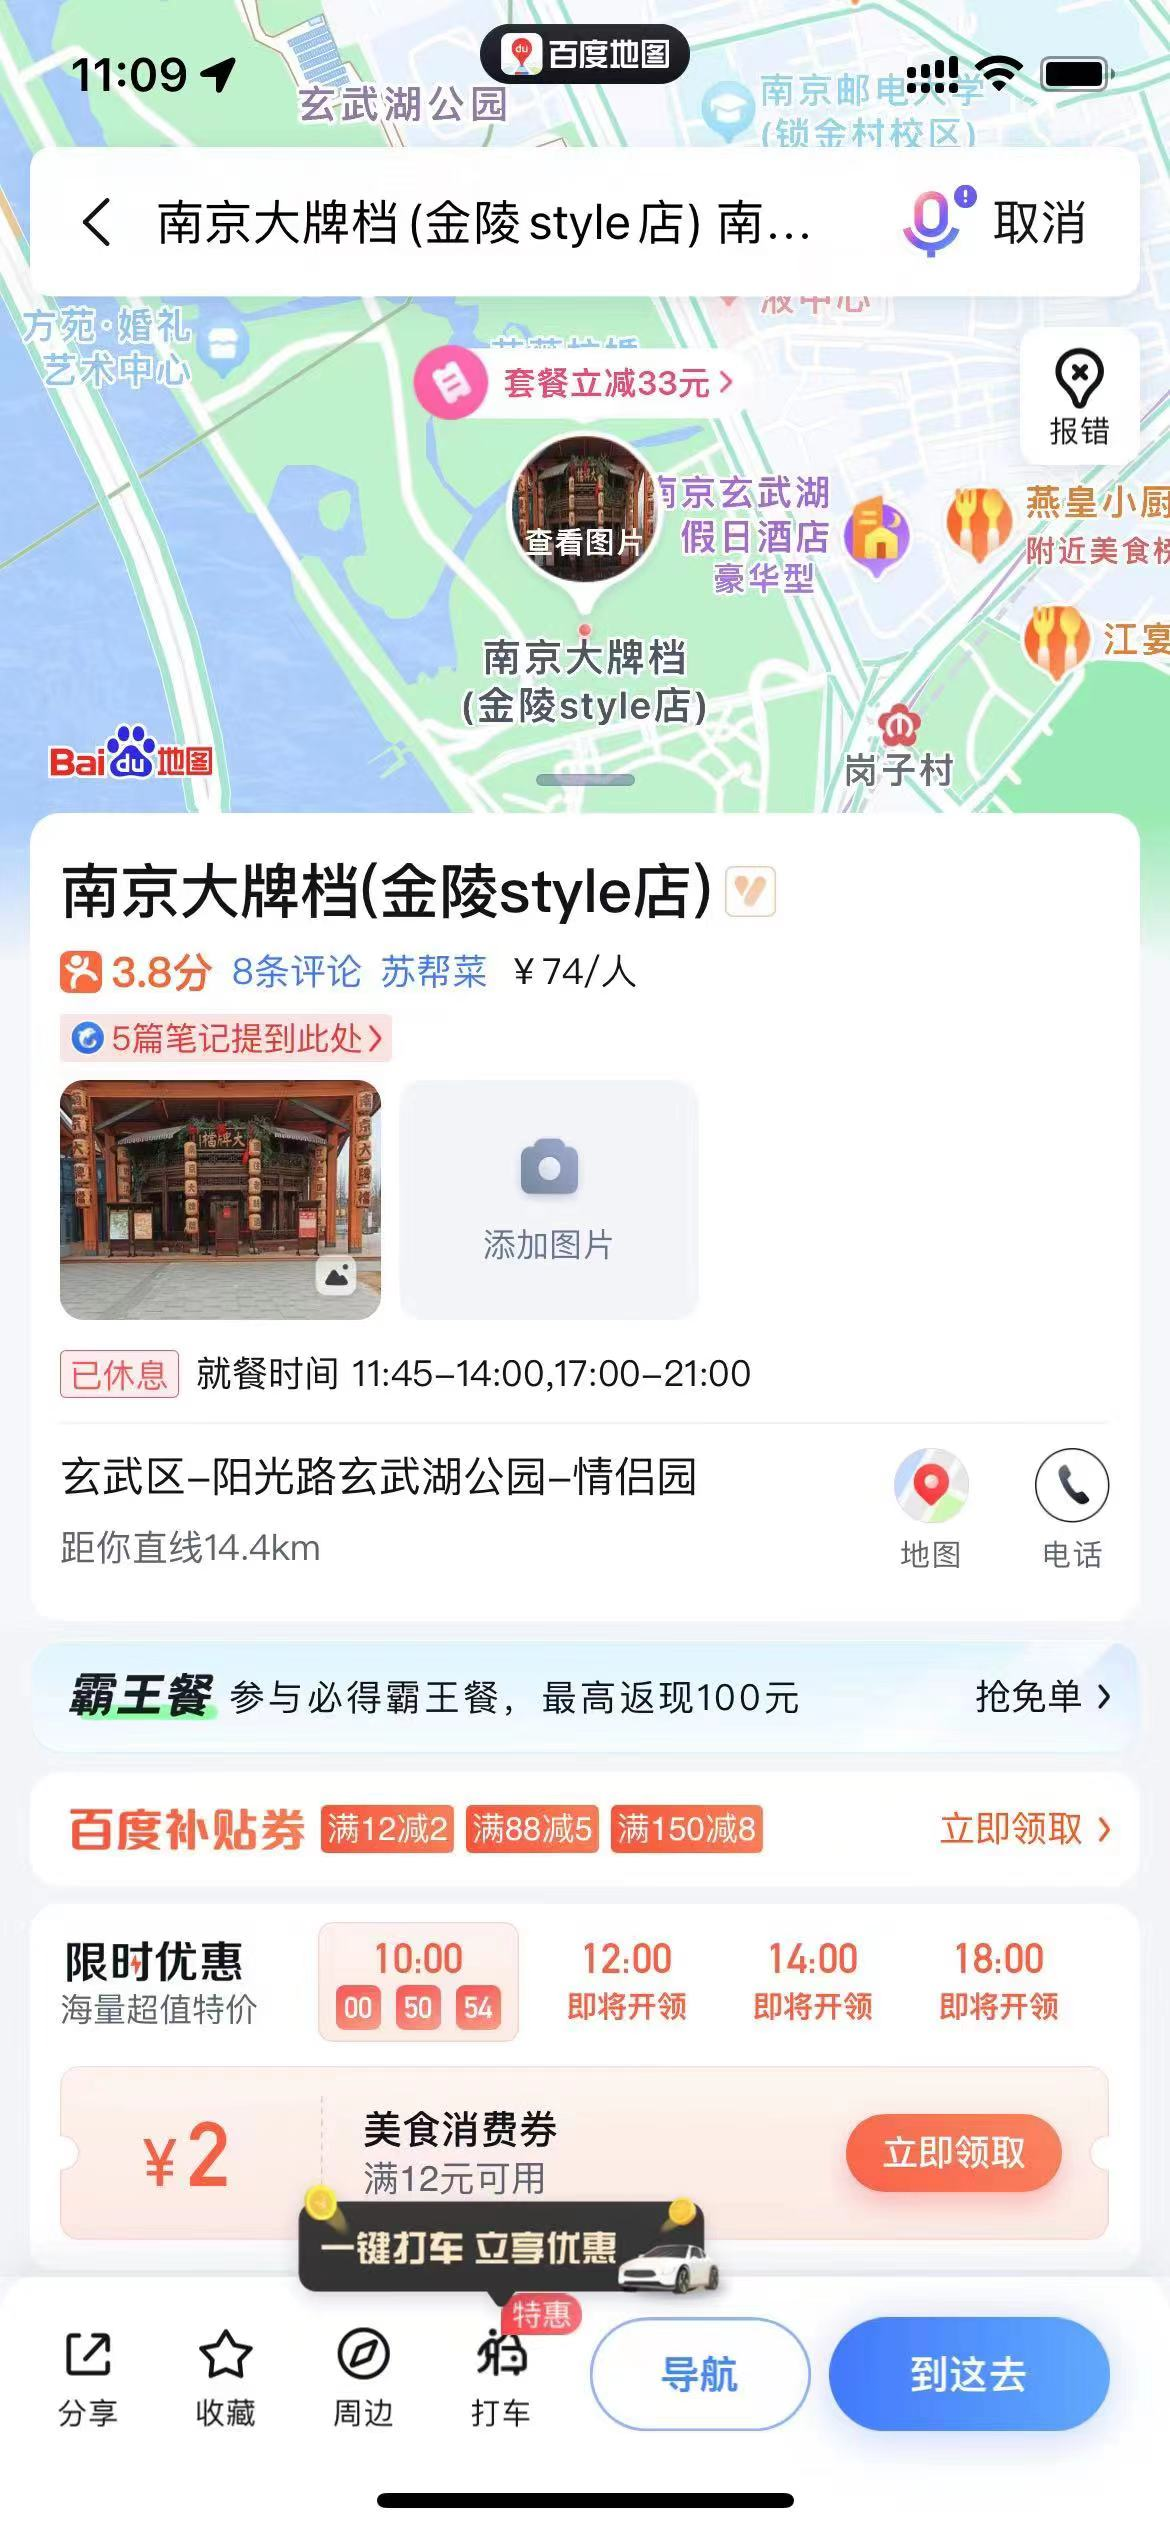 11:09
百度地图
玄武湖公园
南京邮电大学
(锁金村校区)
南京大牌档(金陵style店) 南...
取消
液中心
方苑·婚礼
艺术中心
套餐立减33元
报错
查看图片
南京玄武湖
假日酒店
豪华型
燕皇小厨
附近美食榜
江宴
南京大牌档
(金陵style店)
Bai du 地图
岗子村
南京大牌档(金陵style店)
3.8分 8条评论 苏帮菜 ¥74/人
5篇笔记提到此处
大牌檔
添加图片
已休息 就餐时间 11:45-14:00,17:00-21:00
玄武区-阳光路玄武湖公园-情侣园
距你直线14.4km
地图
电话
霸王餐 参与必得霸王餐，最高返现100元 抢免单
百度补贴券 满12减2 满88减5 满150减8 立即领取
限时优惠
海量超值特价
10:00
00 50 54
12:00
即将开领
14:00
即将开领
18:00
即将开领
¥2
美食消费券
满12元可用
立即领取
一键打车 立享优惠
特惠
分享
收藏
周边
打车
导航
到这去